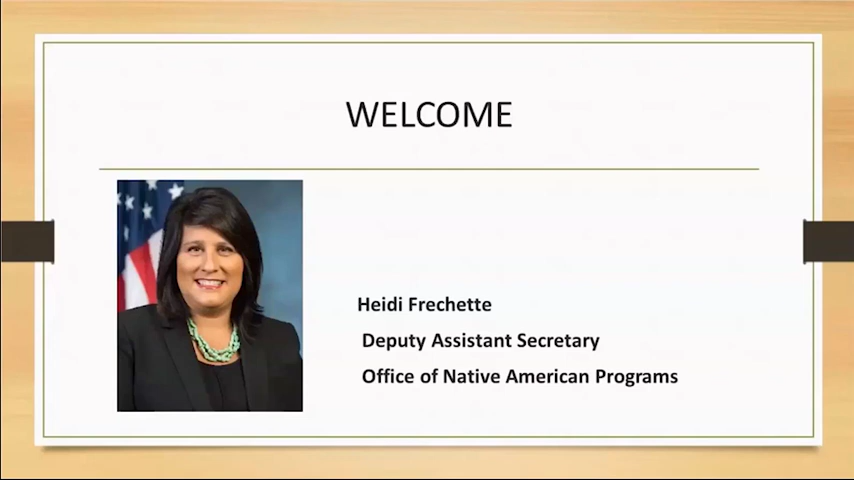 WELCOME
Heidi Frechette
Deputy Assistant Secretary
Office of Native American Programs